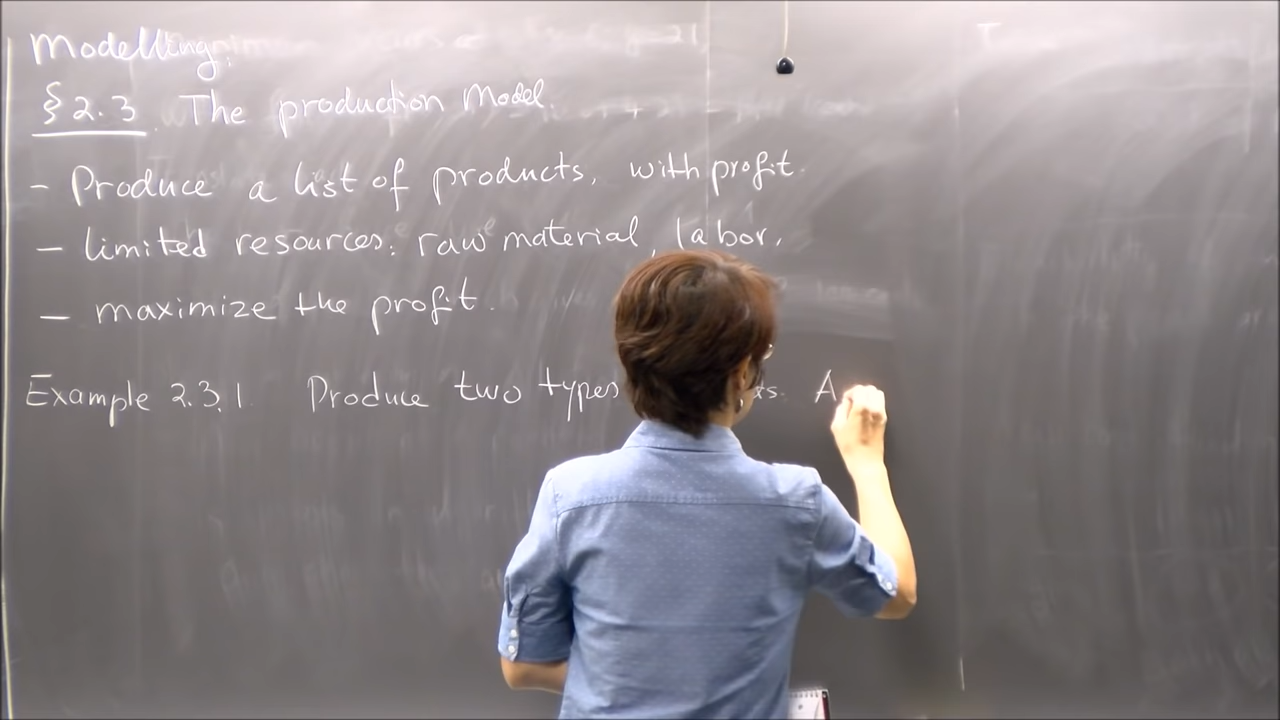 Modelling:
§ 2.3. The production Model.
- Produce a list of products, with profit.
- limited resources: raw material, labor.
- maximize the profit.
Example 2.3.1. Produce two types A